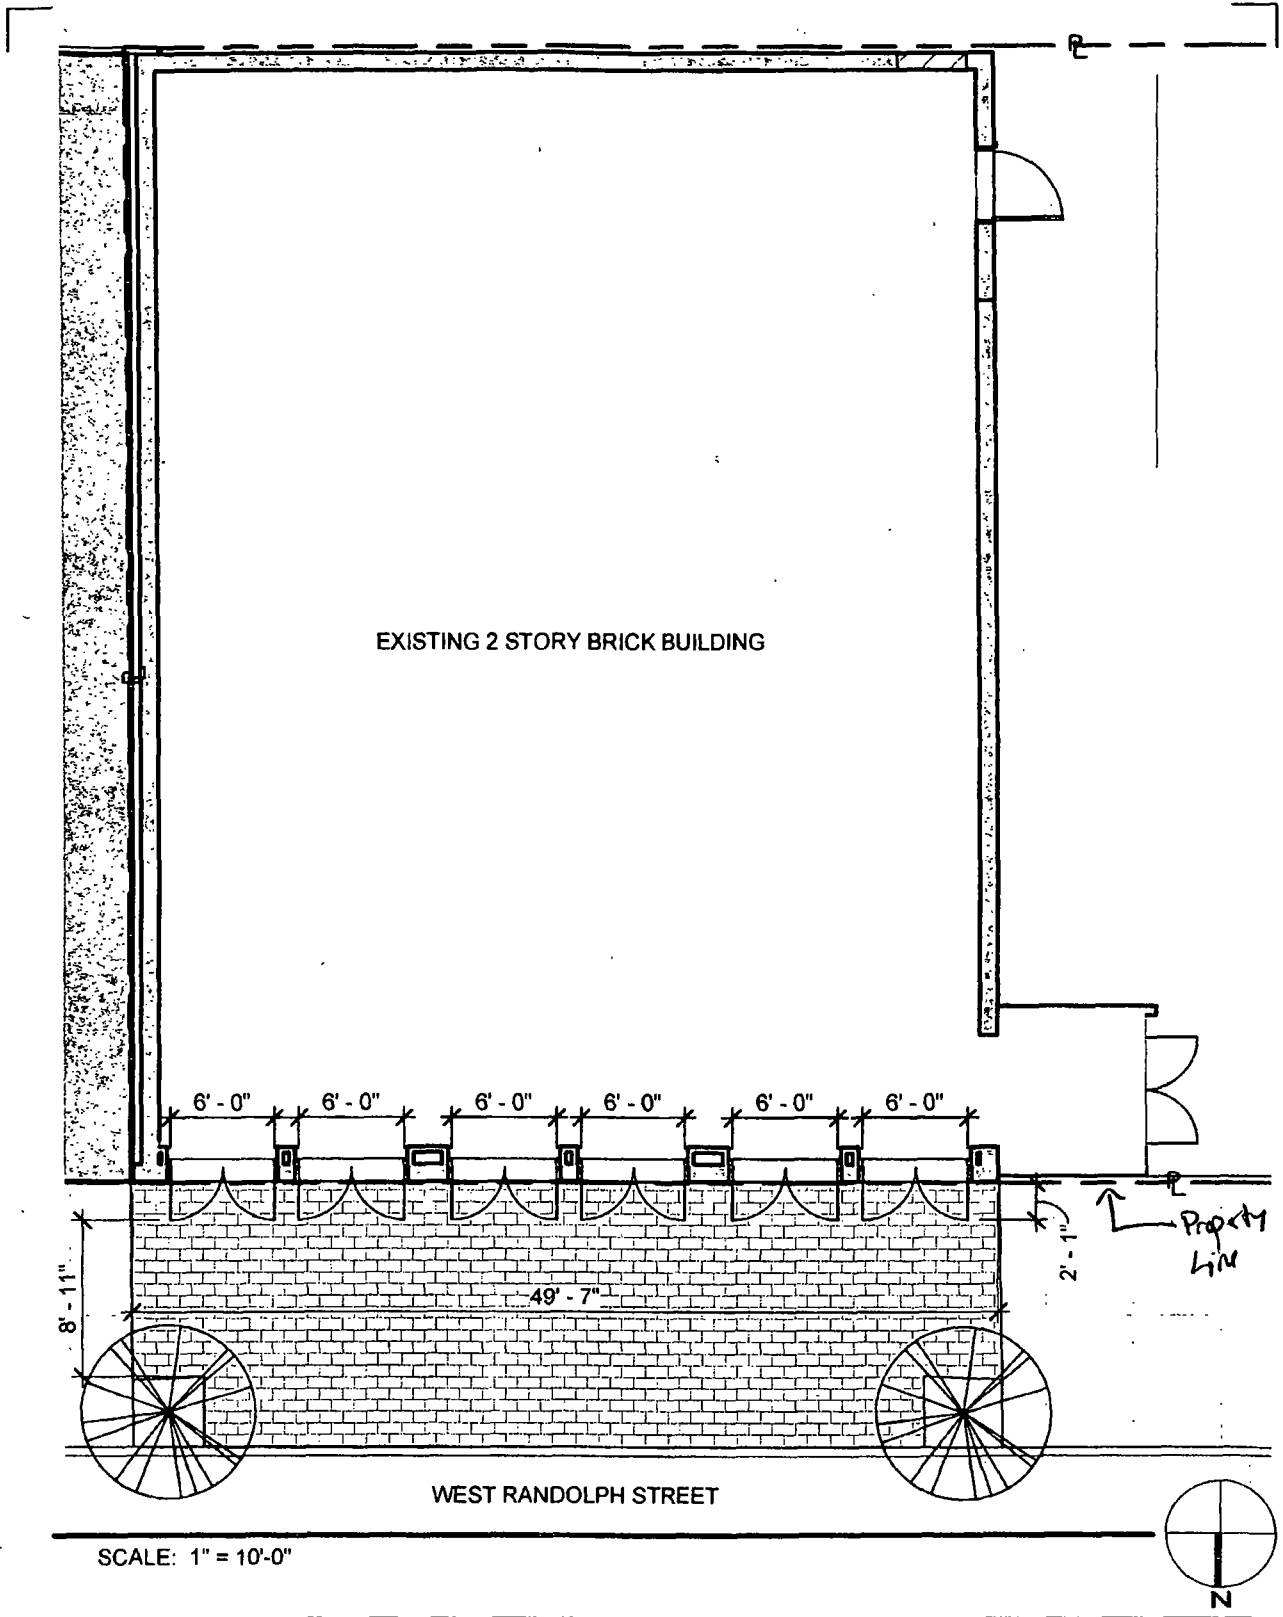 PL
EXISTING 2 STORY BRICK BUILDING
6' - 0" 6' - 0" 6' - 0" 6' - 0" 6' - 0" 6' - 0"
PL
Property
Line
2' - 1"
8' - 11"
49' - 7"
WEST RANDOLPH STREET
SCALE: 1" = 10'-0"
N